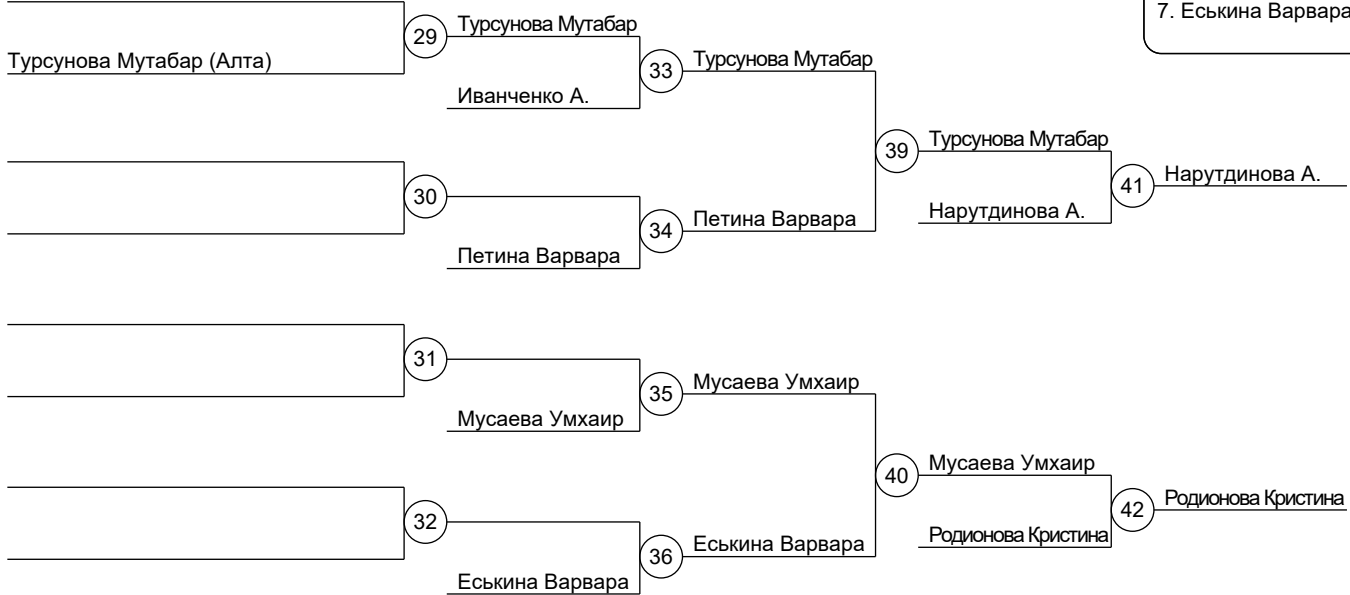 7. Еськина Варвара
29
Турсунова Мутабар
Турсунова Мутабар (Алта)
33
Турсунова Мутабар
Иванченко А.
39
Турсунова Мутабар
41
Нарутдинова А.
30
34
Петина Варвара
Нарутдинова А.
Петина Варвара
31
35
Мусаева Умхаир
Мусаева Умхаир
40
Мусаева Умхаир
42
Родионова Кристина
32
36
Еськина Варвара
Родионова Кристина
Еськина Варвара